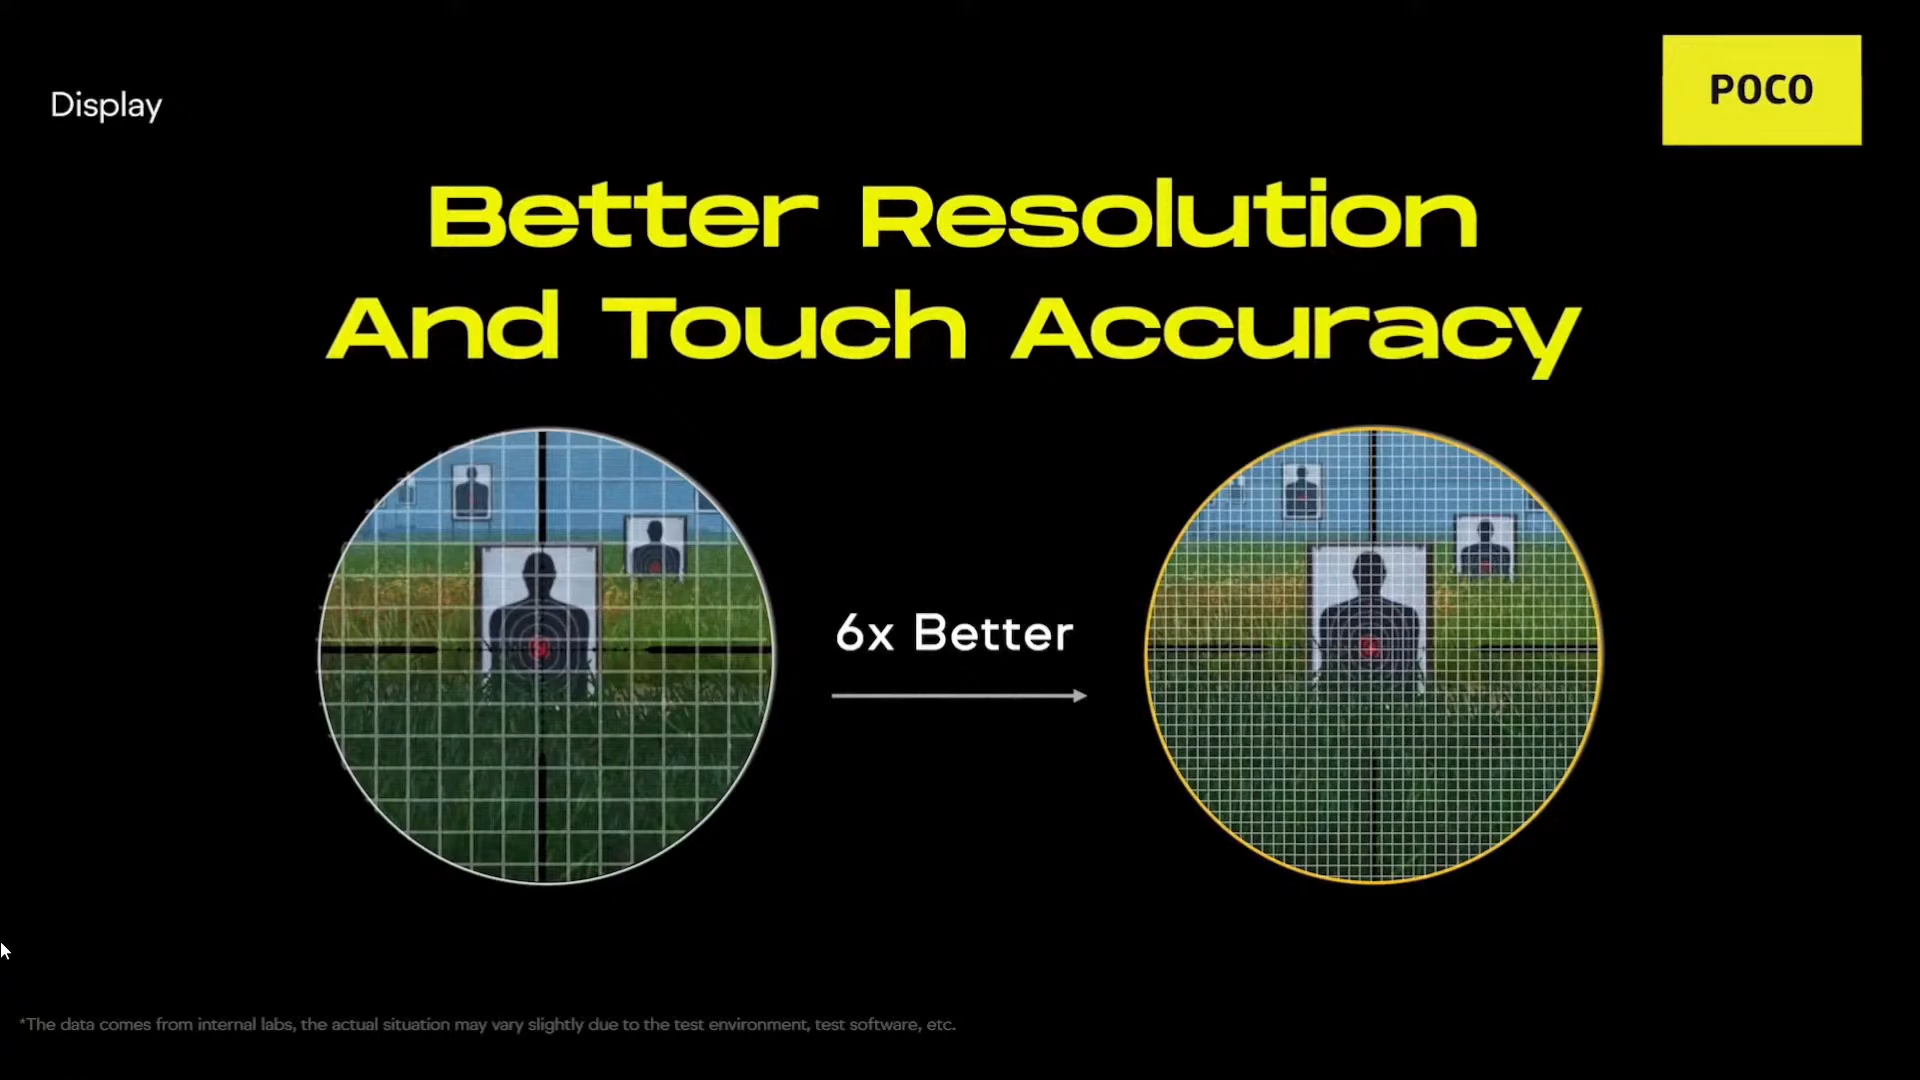 Display
POCO
Better Resolution
And Touch Accuracy
6x Better
*The data comes from internal labs, the actual situation may vary slightly due to the test environment, test software, etc.